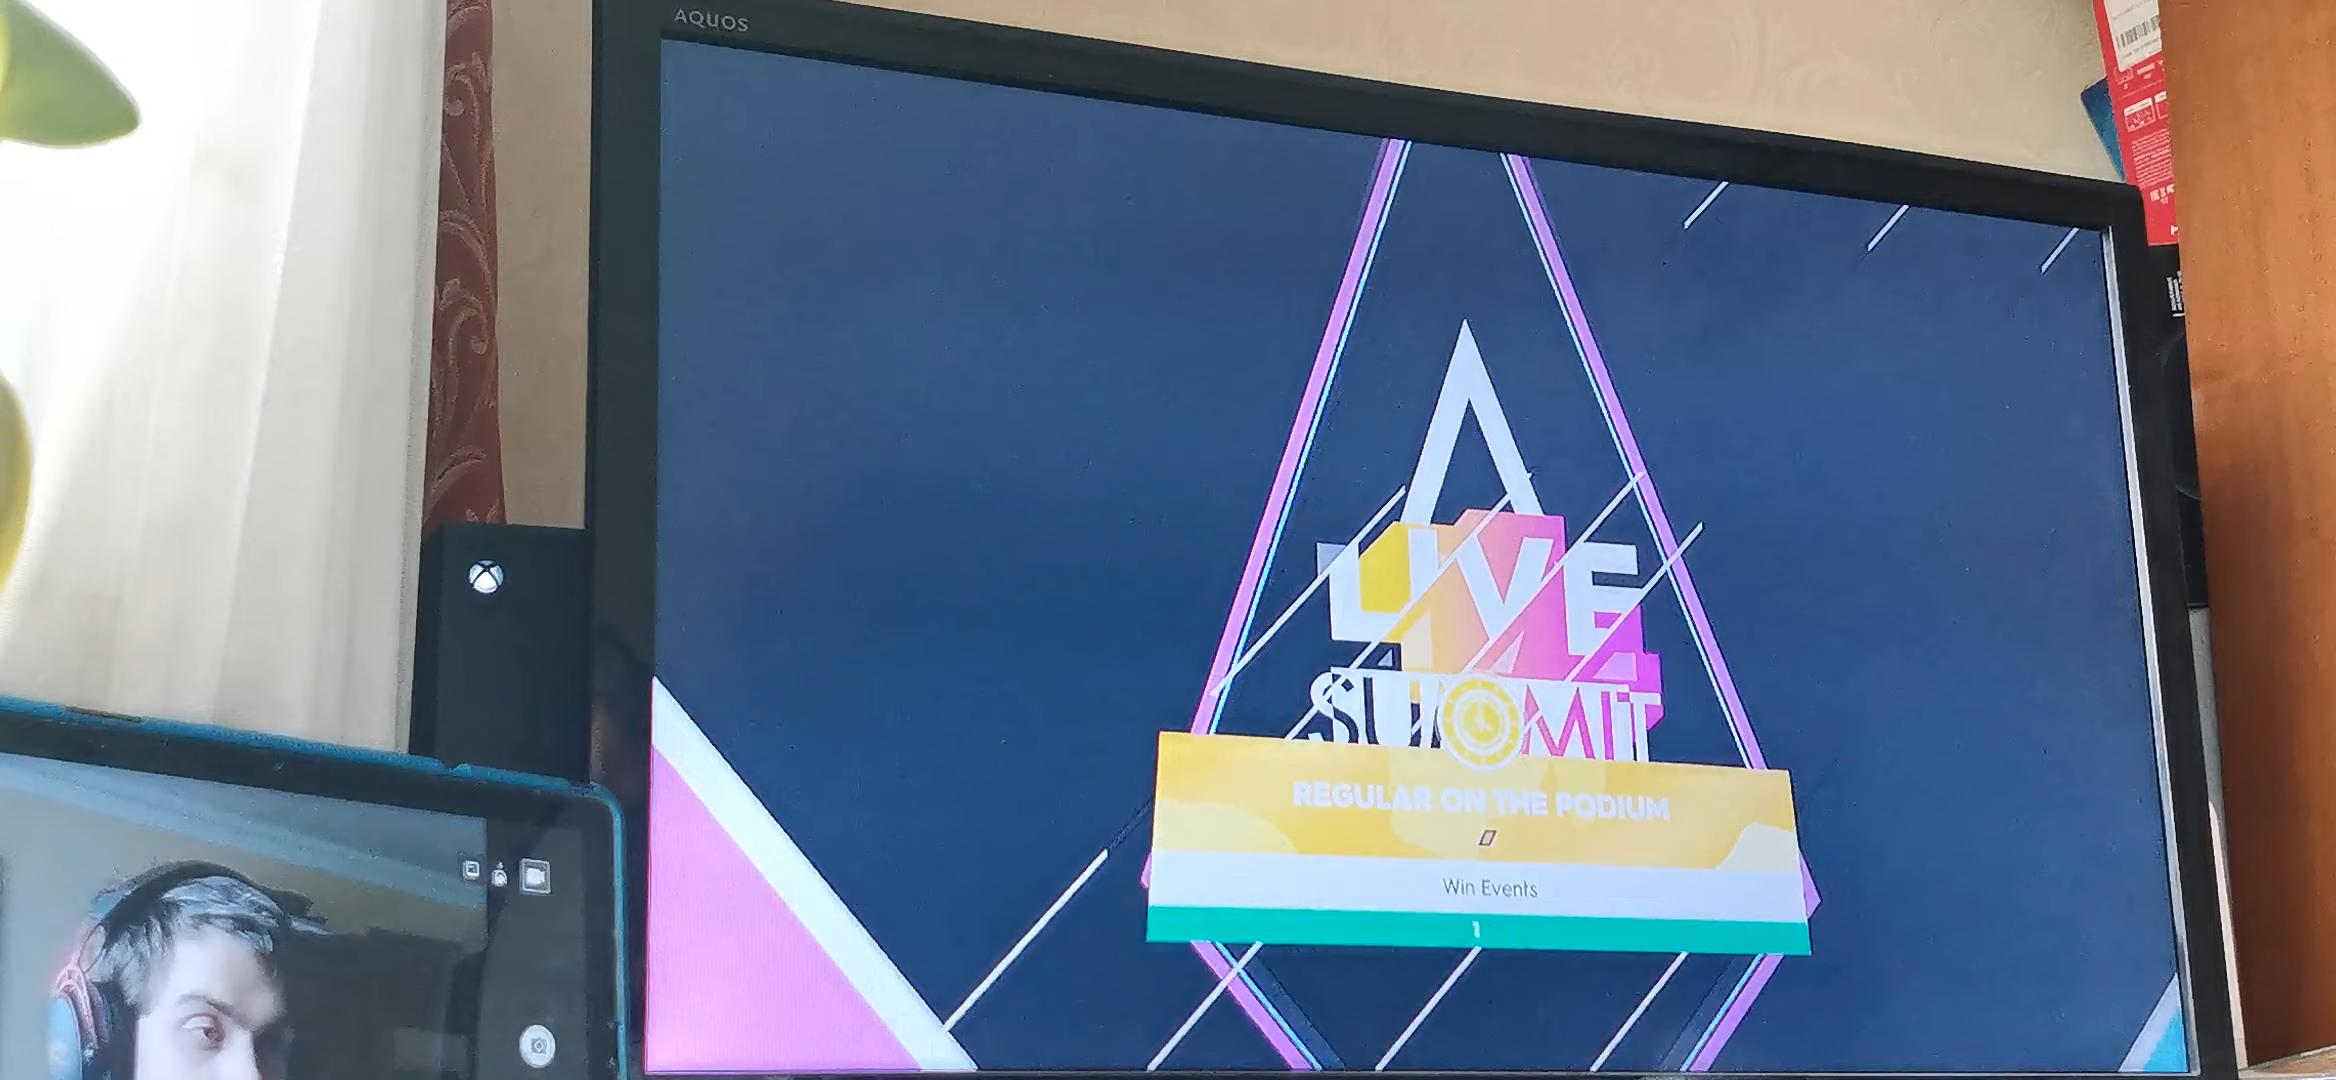 AQUOS
LIVE
SUMMIT
REGULAR ON THE PODIUM
Win Events
1